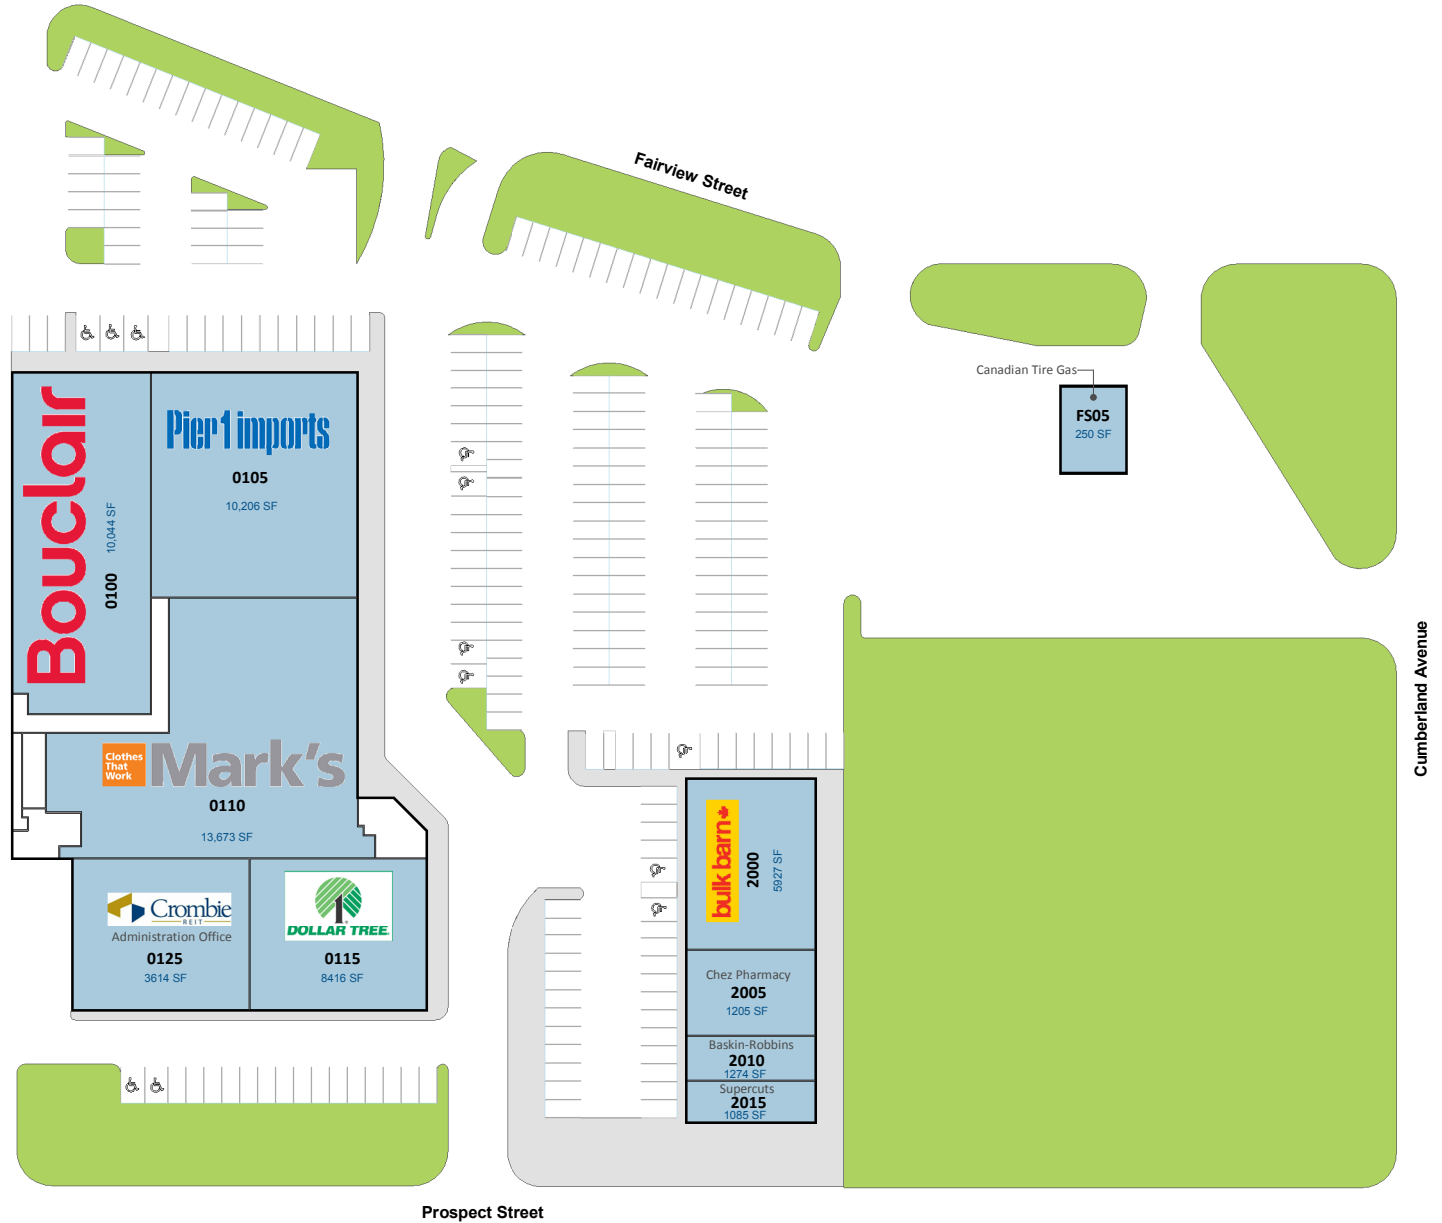 Fairview Street
Canadian Tire Gas
FS05
250 SF
Bouclair
0100
10,044 SF
Pier 1 imports
0105
10,206 SF
Cumberland Avenue
Clothes
That
Work
Mark's
0110
13,673 SF
bulk barn
2000
5927 SF
Crombie
REIT
Administration Office
0125
3614 SF
DOLLAR TREE
0115
8416 SF
Chez Pharmacy
2005
1205 SF
Baskin-Robbins
2010
1274 SF
Supercuts
2015
1085 SF
Prospect Street